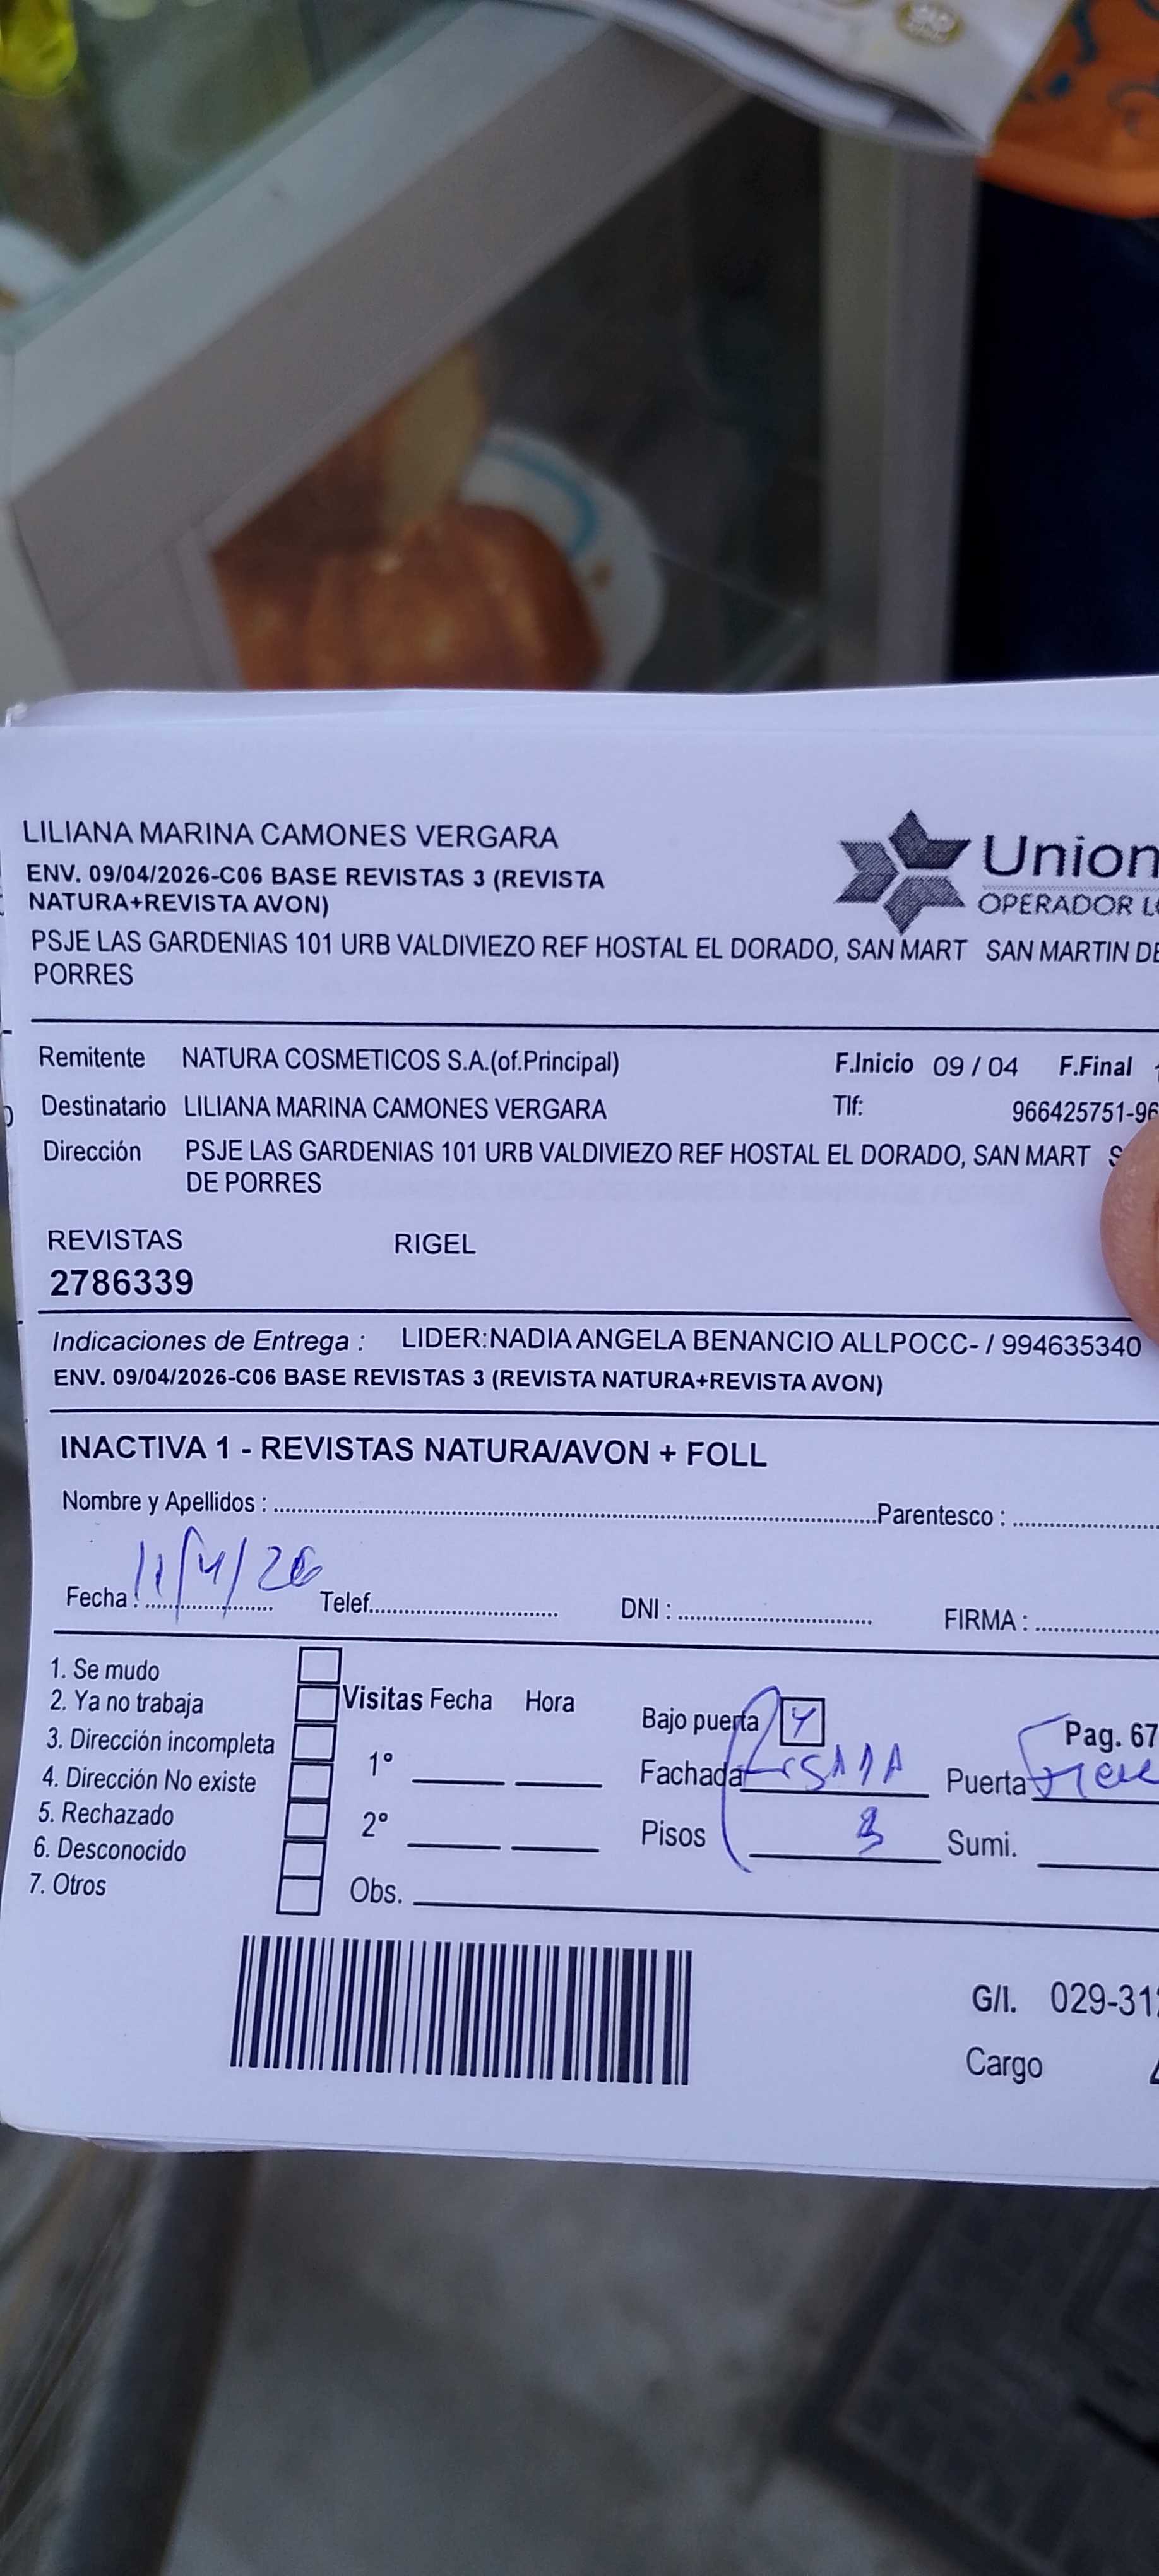 LILIANA MARINA CAMONES VERGARA
ENV. 09/04/2026-C06 BASE REVISTAS 3 (REVISTA
NATURA+REVISTA AVON)
Union
OPERADOR
PSJE LAS GARDENIAS 101 URB VALDIVIEZO REF HOSTAL EL DORADO, SAN MART SAN MARTIN DE
PORRES
Remitente NATURA COSMETICOS S.A.(of.Principal) F.Inicio 09 / 04 F.Final
Destinatario LILIANA MARINA CAMONES VERGARA Tlf: 966425751-96
Dirección PSJE LAS GARDENIAS 101 URB VALDIVIEZO REF HOSTAL EL DORADO, SAN MART S
DE PORRES
REVISTAS RIGEL
2786339
Indicaciones de Entrega : LIDER:NADIA ANGELA BENANCIO ALLPOCC- / 994635340
ENV. 09/04/2026-C06 BASE REVISTAS 3 (REVISTA NATURA+REVISTA AVON)
INACTIVA 1 - REVISTAS NATURA/AVON + FOLL
Nombre y Apellidos : Parentesco :
Fecha : 11/4/26 Telef. DNI : FIRMA :
1. Se mudo
2. Ya no trabaja
3. Dirección incompleta
4. Dirección No existe
5. Rechazado
6. Desconocido
7. Otros
Visitas Fecha Hora
1°
2°
Obs.
Bajo puerta
Pag. 67
Fachada Puerta
Pisos 3 Sumi.
G/I. 029-31
Cargo